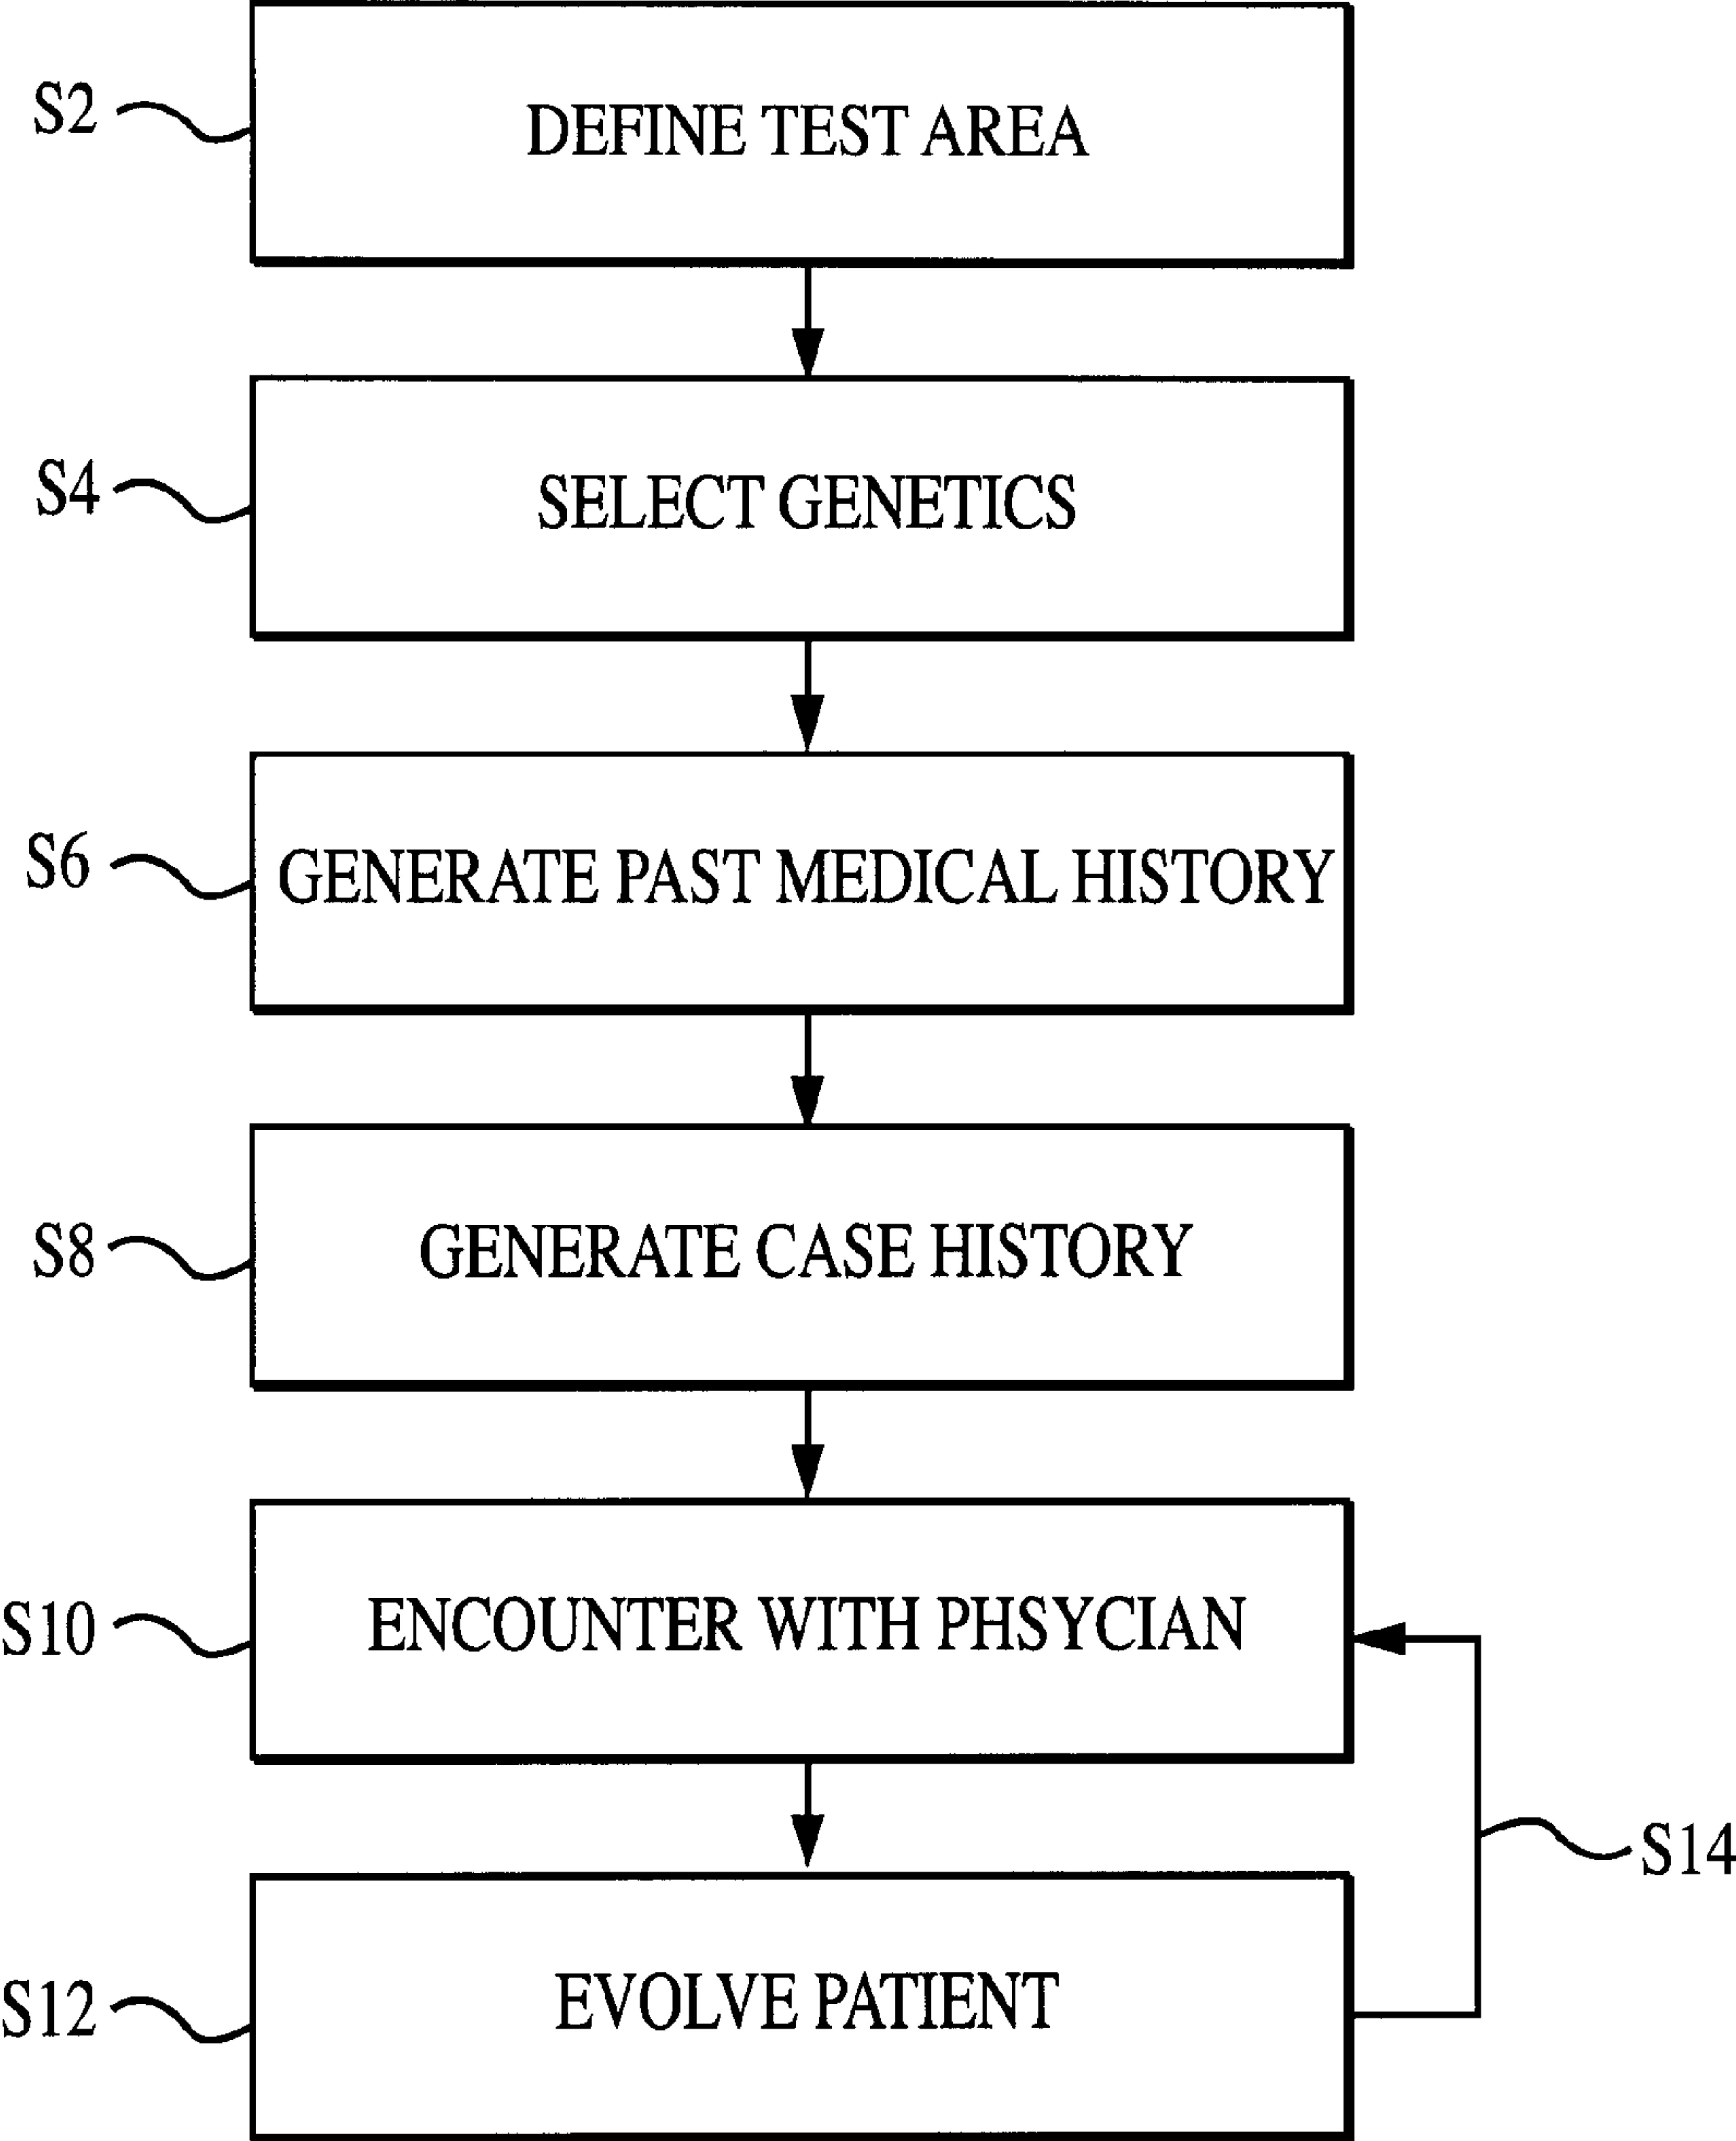 S2
DEFINE TEST AREA
S4
SELECT GENETICS
S6
GENERATE PAST MEDICAL HISTORY
S8
GENERATE CASE HISTORY
S10
ENCOUNTER WITH PHSYCIAN
S14
S12
EVOLVE PATIENT